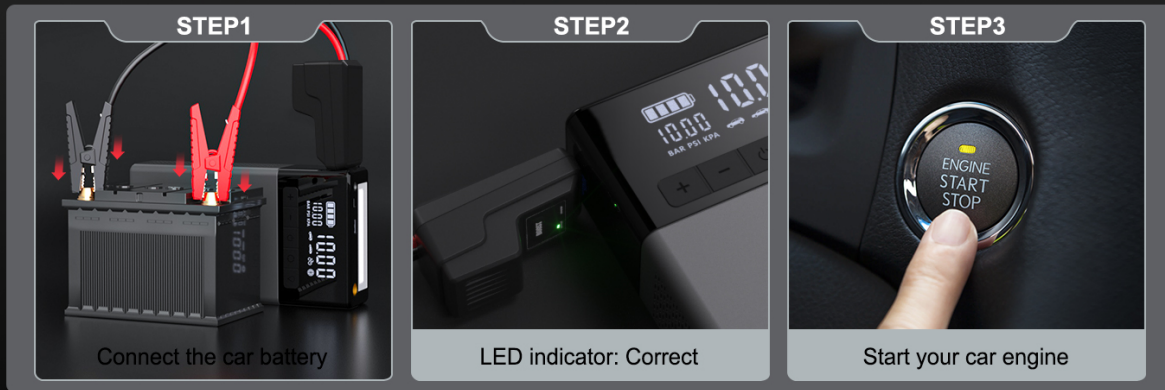 STEP1
Connect the car battery
STEP2
10.0
10.00
BAR PSI KPA
LED indicator: Correct
STEP3
ENGINE
START
STOP
Start your car engine